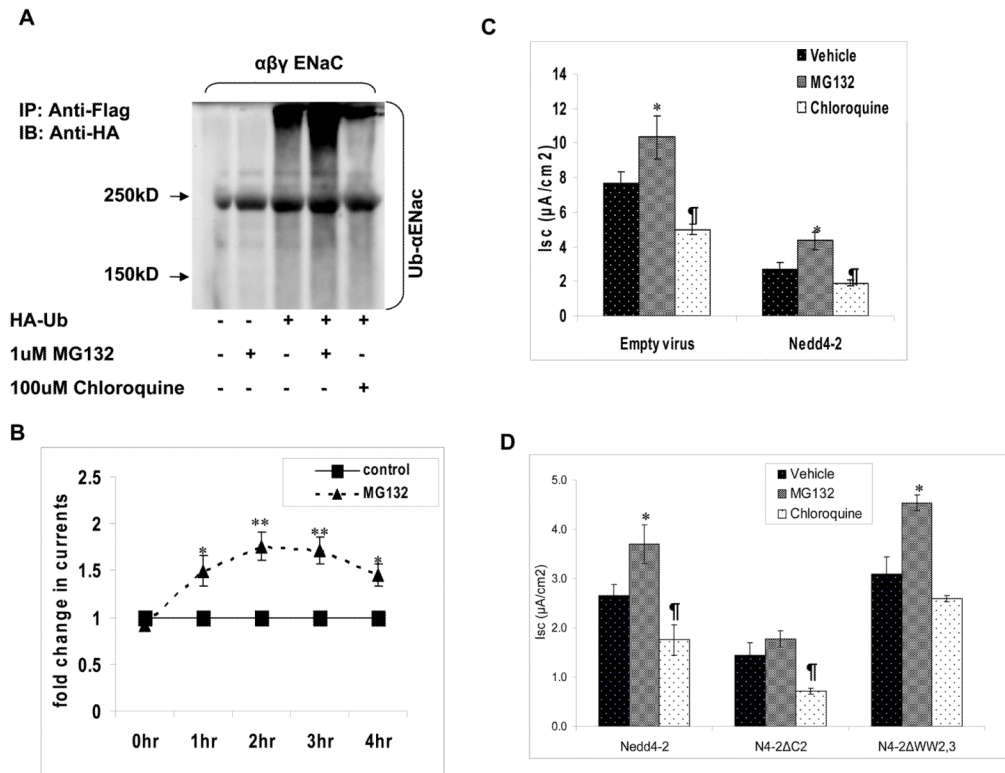 A
αβγ ENaC
IP: Anti-Flag
IB: Anti-HA
250kD
150kD
Ub-αENac
HA-Ub - - + + +
1uM MG132 - + - + -
100uM Chloroquine - - - - +
B
fold change in currents
2.5
2
1.5
1
0.5
0
control
MG132
* ** ** *
0hr 1hr 2hr 3hr 4hr
C
Isc (µA/cm2)
14
12
10
8
6
4
2
0
Vehicle
MG132
Chloroquine
* ¶ * ¶
Empty virus Nedd4-2
D
Isc (µA/cm2)
5.0
4.0
3.0
2.0
1.0
0.0
Vehicle
MG132
Chloroquine
* ¶ ¶ *
Nedd4-2 N4-2ΔC2 N4-2ΔWW2,3